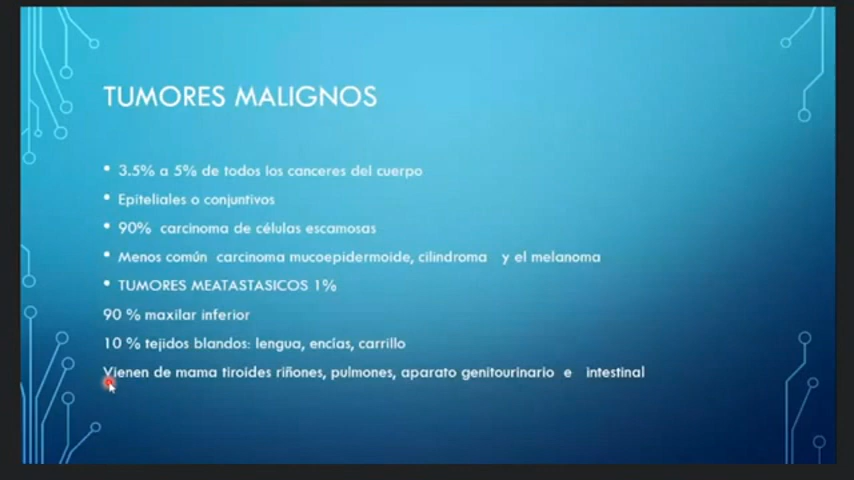 TUMORES MALIGNOS
• 3.5% a 5% de todos los canceres del cuerpo
• Epiteliales o conjuntivos
• 90% carcinoma de células escamosas
• Menos común carcinoma mucoepidermoide, cilindroma y el melanoma
• TUMORES MEATASTASICOS 1%
90 % maxilar inferior
10 % tejidos blandos: lengua, encías, carrillo
Vienen de mama tiroides riñones, pulmones, aparato genitourinario e intestinal